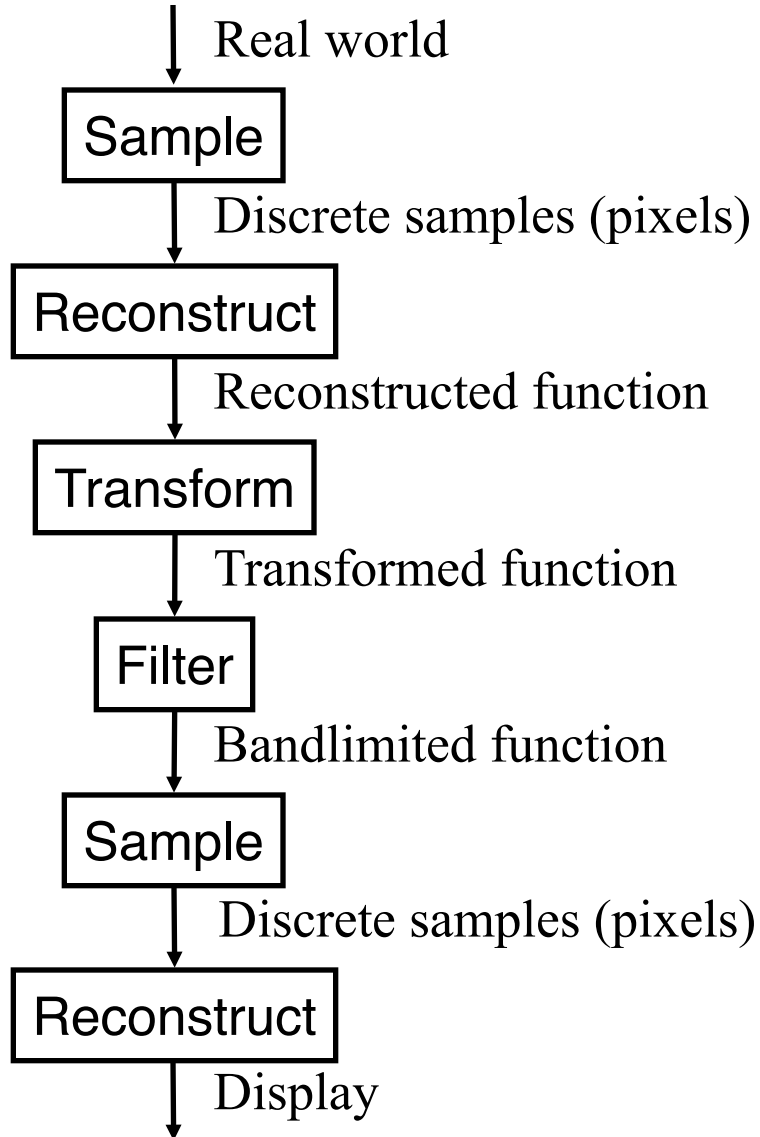 Real world
Sample
Discrete samples (pixels)
Reconstruct
Reconstructed function
Transform
Transformed function
Filter
Bandlimited function
Sample
Discrete samples (pixels)
Reconstruct
Display